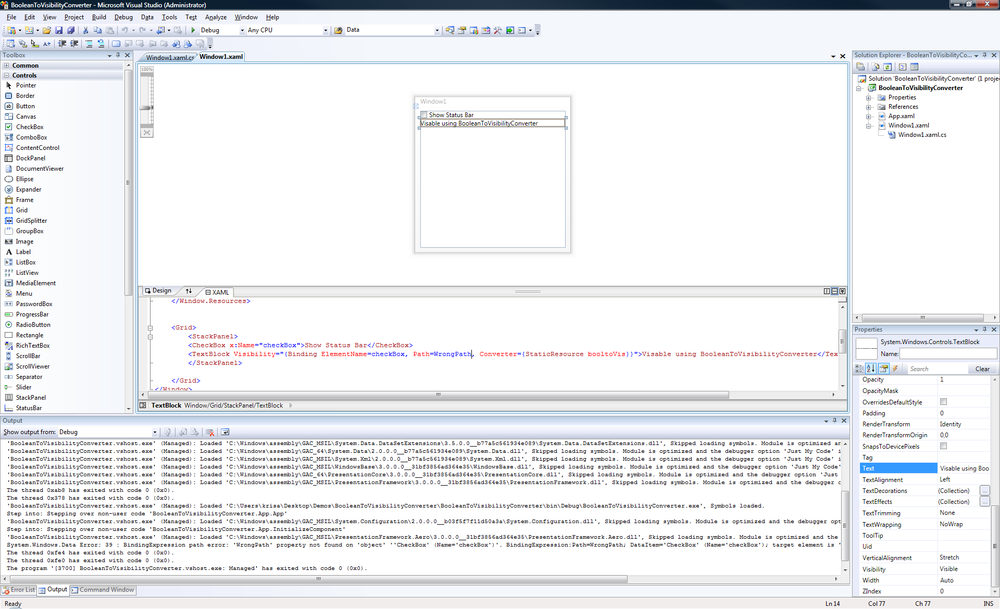 BooleanToVisibilityConverter - Microsoft Visual Studio (Administrator)
File Edit View Project Build Debug Data Tools Test Analyze Window Help
Debug Any CPU Data
Toolbox
Common
Controls
Pointer
Border
Button
Canvas
CheckBox
ComboBox
ContentControl
DockPanel
DocumentViewer
Ellipse
Expander
Frame
Grid
GridSplitter
GroupBox
Image
Label
ListBox
ListView
MediaElement
Menu
PasswordBox
ProgressBar
RadioButton
Rectangle
RichTextBox
ScrollBar
ScrollViewer
Separator
Slider
StackPanel
StatusBar
Window1.xaml.cs Window1.xaml
100%
Window1
Show Status Bar
Visable using BooleanToVisibilityConverter
Design XAML
</Window.Resources>
<Grid>
<StackPanel>
<CheckBox x:Name="checkBox">Show Status Bar</CheckBox>
<TextBlock Visibility="{Binding ElementName=checkBox, Path=WrongPath, Converter={StaticResource booltoVis}}">Visable using BooleanToVisibilityConverter</Tex
</StackPanel>
</Grid>
</Window>
TextBlock Window/Grid/StackPanel/TextBlock
Solution Explorer - BooleanToVisibilityCo...
Solution 'BooleanToVisibilityConverter' (1 proje
BooleanToVisibilityConverter
Properties
References
App.xaml
Window1.xaml
Window1.xaml.cs
Properties
System.Windows.Controls.TextBlock
Name:
Search Clear
Opacity 1
OpacityMask
OverridesDefaultStyle
Padding 0
RenderTransform Identity
RenderTransformOrigin 0,0
SnapsToDevicePixels
Tag
Text Visable using Boo
TextAlignment Left
TextDecorations (Collection) ...
TextEffects (Collection) ...
TextTrimming None
TextWrapping NoWrap
ToolTip
Uid
VerticalAlignment Stretch
Visibility Visible
Width Auto
ZIndex 0
Output
Show output from: Debug
'BooleanToVisibilityConverter.vshost.exe' (Managed): Loaded 'C:\Windows\assembly\GAC_MSIL\System.Data.DataSetExtensions\3.5.0.0__b77a5c561934e089\System.Data.DataSetExtensions.dll', Skipped loading symbols. Module is optimized an
'BooleanToVisibilityConverter.vshost.exe' (Managed): Loaded 'C:\Windows\assembly\GAC_64\System.Data\2.0.0.0__b77a5c561934e089\System.Data.dll', Skipped loading symbols. Module is optimized and the debugger option 'Just My Code' i
'BooleanToVisibilityConverter.vshost.exe' (Managed): Loaded 'C:\Windows\assembly\GAC_MSIL\System.Xml\2.0.0.0__b77a5c561934e089\System.Xml.dll', Skipped loading symbols. Module is optimized and the debugger option 'Just My Code' i
'BooleanToVisibilityConverter.vshost.exe' (Managed): Loaded 'C:\Windows\assembly\GAC_MSIL\WindowsBase\3.0.0.0__31bf3856ad364e35\WindowsBase.dll', Skipped loading symbols. Module is optimized and the debugger option 'Just My Code'
'BooleanToVisibilityConverter.vshost.exe' (Managed): Loaded 'C:\Windows\assembly\GAC_64\PresentationCore\3.0.0.0__31bf3856ad364e35\PresentationCore.dll', Skipped loading symbols. Module is optimized and the debugger option 'Just
'BooleanToVisibilityConverter.vshost.exe' (Managed): Loaded 'C:\Windows\assembly\GAC_MSIL\PresentationFramework\3.0.0.0__31bf3856ad364e35\PresentationFramework.dll', Skipped loading symbols. Module is optimized and the debugger o
The thread 0xab8 has exited with code 0 (0x0).
The thread 0x378 has exited with code 0 (0x0).
'BooleanToVisibilityConverter.vshost.exe' (Managed): Loaded 'C:\Users\krisa\Desktop\Demos\BooleanToVisibilityConverter\BooleanToVisibilityConverter\bin\Debug\BooleanToVisibilityConverter.exe', Symbols loaded.
Step into: Stepping over non-user code 'BooleanToVisibilityConverter.App.App'
'BooleanToVisibilityConverter.vshost.exe' (Managed): Loaded 'C:\Windows\assembly\GAC_MSIL\System.Configuration\2.0.0.0__b03f5f7f11d50a3a\System.Configuration.dll', Skipped loading symbols. Module is optimized and the debugger opt
Step into: Stepping over non-user code 'BooleanToVisibilityConverter.App.InitializeComponent'
'BooleanToVisibilityConverter.vshost.exe' (Managed): Loaded 'C:\Windows\assembly\GAC_MSIL\PresentationFramework.Aero\3.0.0.0__31bf3856ad364e35\PresentationFramework.Aero.dll', Skipped loading symbols. Module is optimized and the
System.Windows.Data Error: 39 : BindingExpression path error: 'WrongPath' property not found on 'object' ''CheckBox' (Name='checkBox')'. BindingExpression:Path=WrongPath; DataItem='CheckBox' (Name='checkBox'); target element is '
The thread 0xfe4 has exited with code 0 (0x0).
The thread 0xfe0 has exited with code 0 (0x0).
The program '[3700] BooleanToVisibilityConverter.vshost.exe: Managed' has exited with code 0 (0x0).
Error List Output Command Window
Ready Ln 14 Col 77 Ch 77 INS